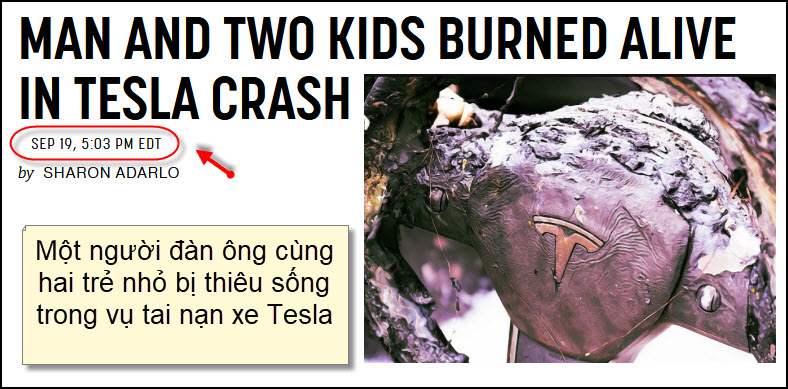 MAN AND TWO KIDS BURNED ALIVE
IN TESLA CRASH
SEP 19, 5:03 PM EDT
by SHARON ADARLO
Một người đàn ông cùng
hai trẻ nhỏ bị thiêu sống
trong vụ tai nạn xe Tesla